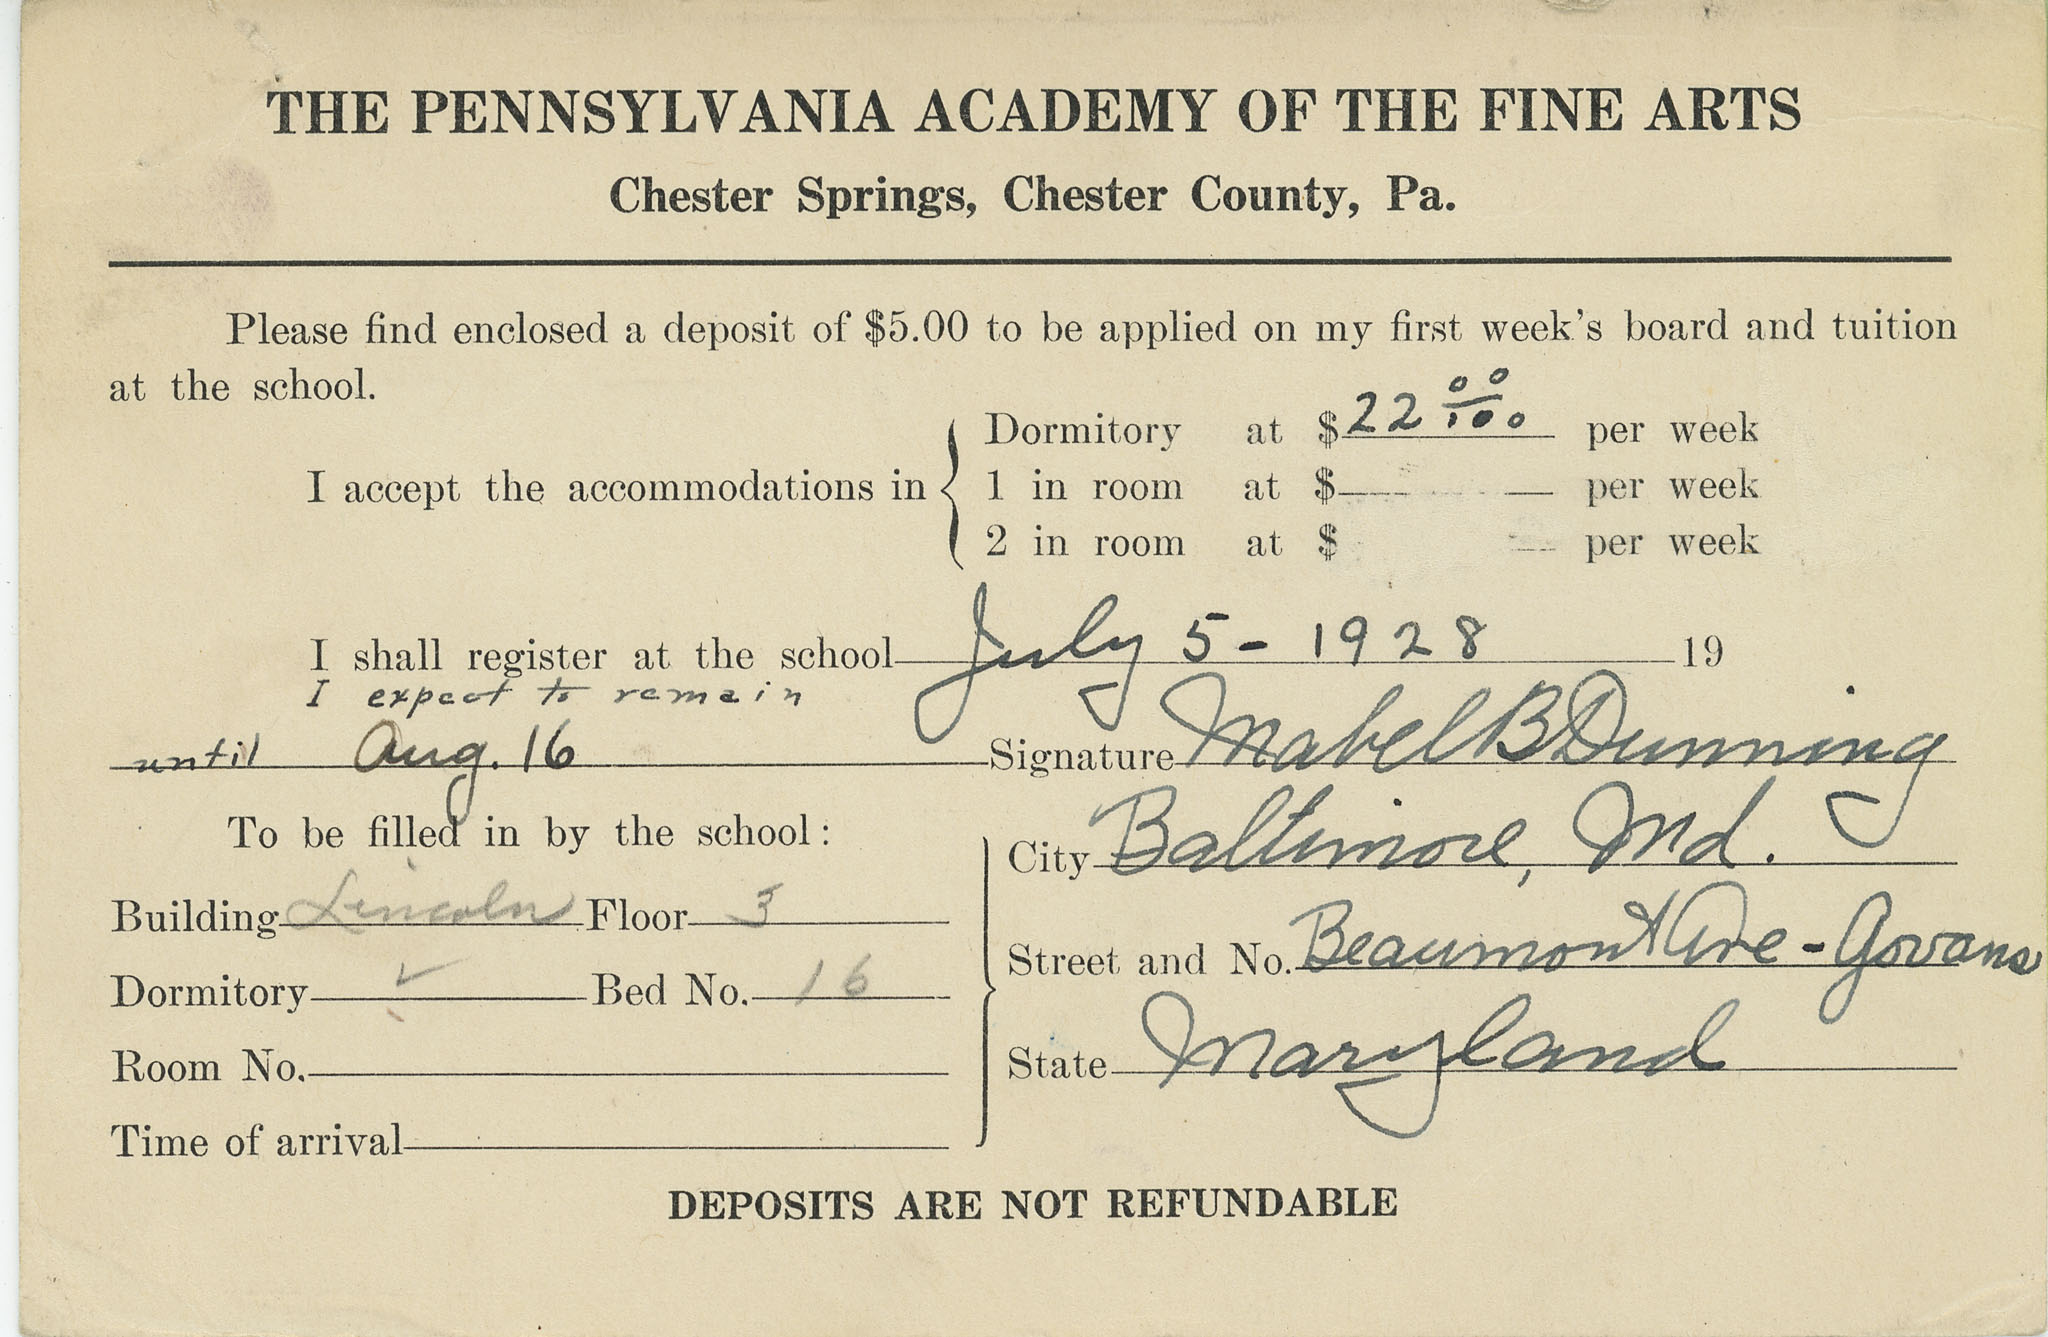 THE PENNSYLVANIA ACADEMY OF THE FINE ARTS
Chester Springs, Chester County, Pa.
Please find enclosed a deposit of $5.00 to be applied on my first week's board and tuition
at the school.
I accept the accommodations in
Dormitory at $22 00/100 per week
1 in room at $ per week
2 in room at $ per week
I shall register at the school July 5 - 1928 19
I expect to remain
until Aug. 16
Signature Mabel B Dunning
To be filled in by the school:
Building Lincoln Floor 3
Dormitory ✓ Bed No. 16
Room No.
Time of arrival
City Baltimore, Md.
Street and No. Beaumont Ave - Govans
State Maryland
DEPOSITS ARE NOT REFUNDABLE